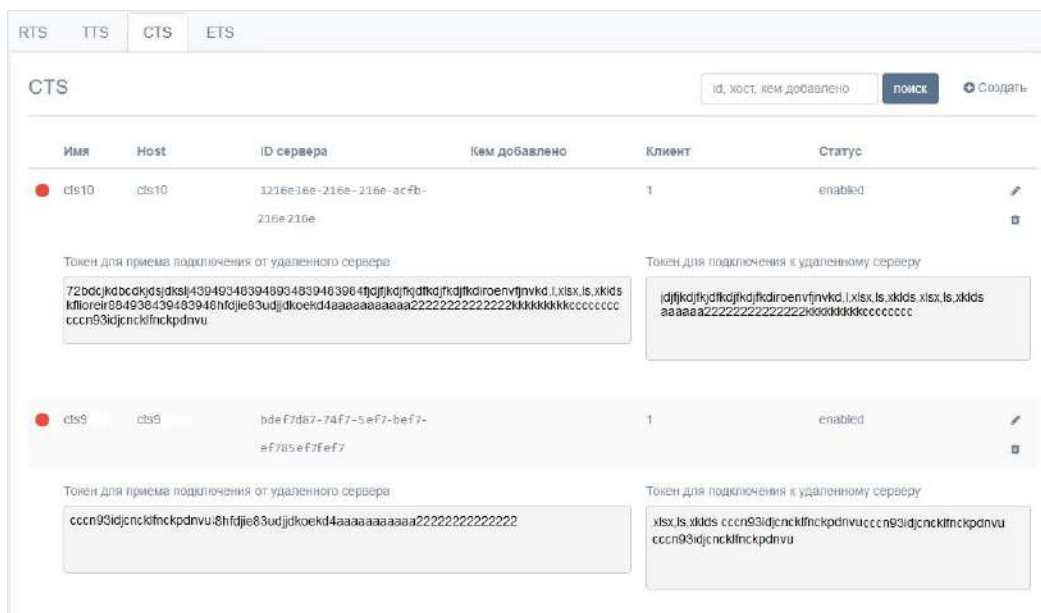 RTS TTS CTS ETS
CTS id, хост, кем добавлено поиск Создать
Имя Host ID сервера Кем добавлено Клиент Статус
cts10 cts10 1216e16e-216e-216e-acfb- 1 enabled
216e216e
Токен для приема подключения от удаленного сервера Токен для подключения к удаленному серверу
72bdcjkdbcdkjdsjdkslj43949348394893483948398​4fjdjfjkdjfkjdfkdjfkdjfkdiroenvfjnvkd,l,xlsx,ls,xklds
kflioreir884938439483948hfdjie83udjjdkoekd4aaaaaaaaaaa22222222222222kkkkkkkkkcccccccc
cccn93idjcncklfnckpdnvu
jdjfjkdjfkjdfkdjfkdjfkdiroenvfjnvkd,l,xlsx,ls,xklds,xlsx,ls,xklds
aaaaaa22222222222222kkkkkkkkkcccccccc
cts9 cts9 bdef7d87-74f7-5ef7-bef7- 1 enabled
ef785ef7fef7
Токен для приема подключения от удаленного сервера Токен для подключения к удаленному серверу
cccn93idjcncklfnckpdnvu8hfdjie83udjjdkoekd4aaaaaaaaaaa22222222222222
xlsx,ls,xklds cccn93idjcncklfnckpdnvucccn93idjcncklfnckpdnvu
cccn93idjcncklfnckpdnvu